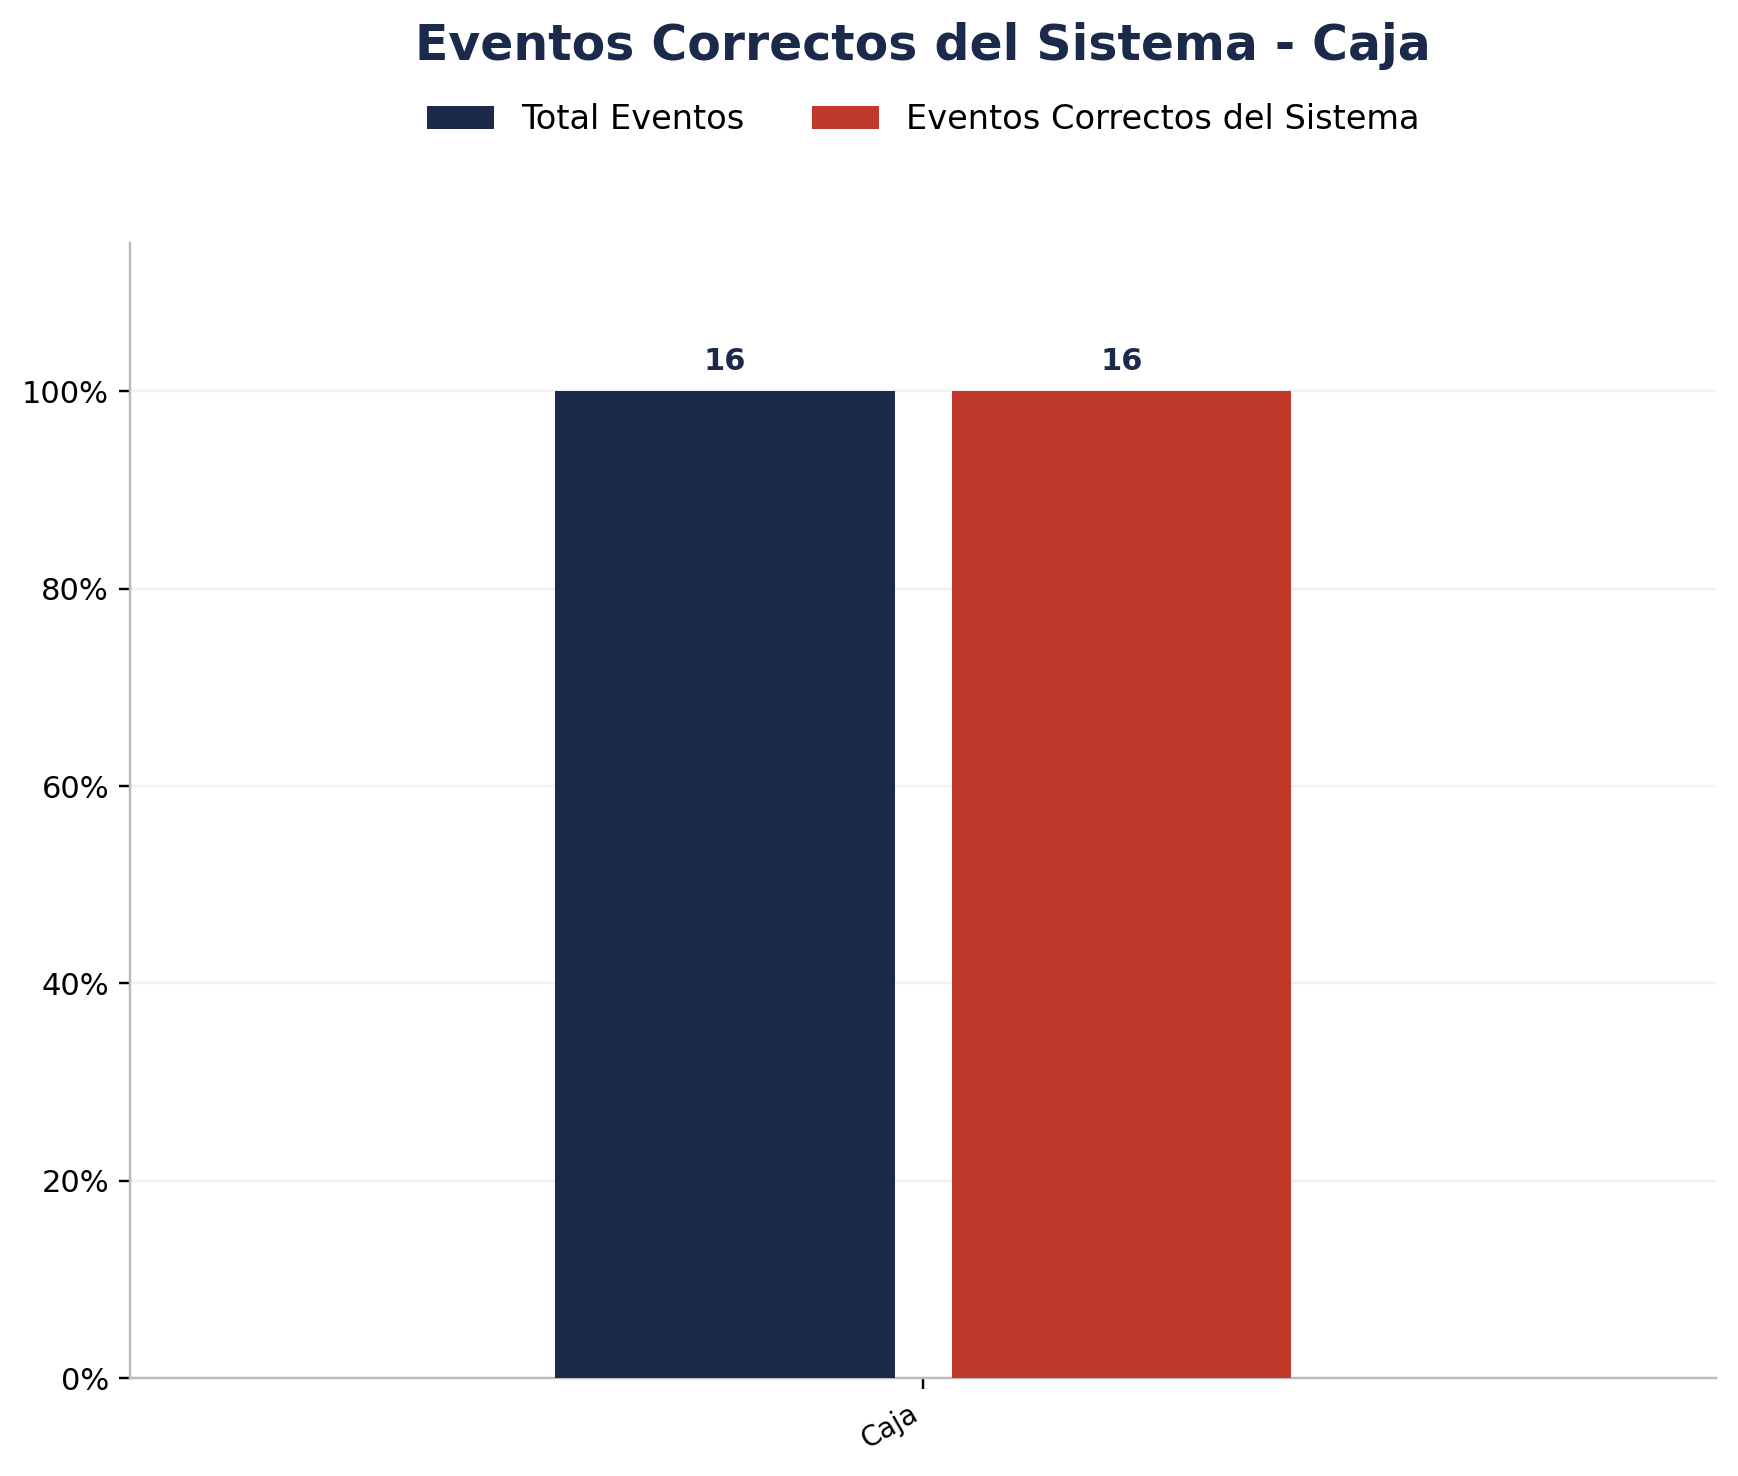 Eventos Correctos del Sistema - Caja
Total Eventos
Eventos Correctos del Sistema
16
16
100%
80%
60%
40%
20%
0%
Caja